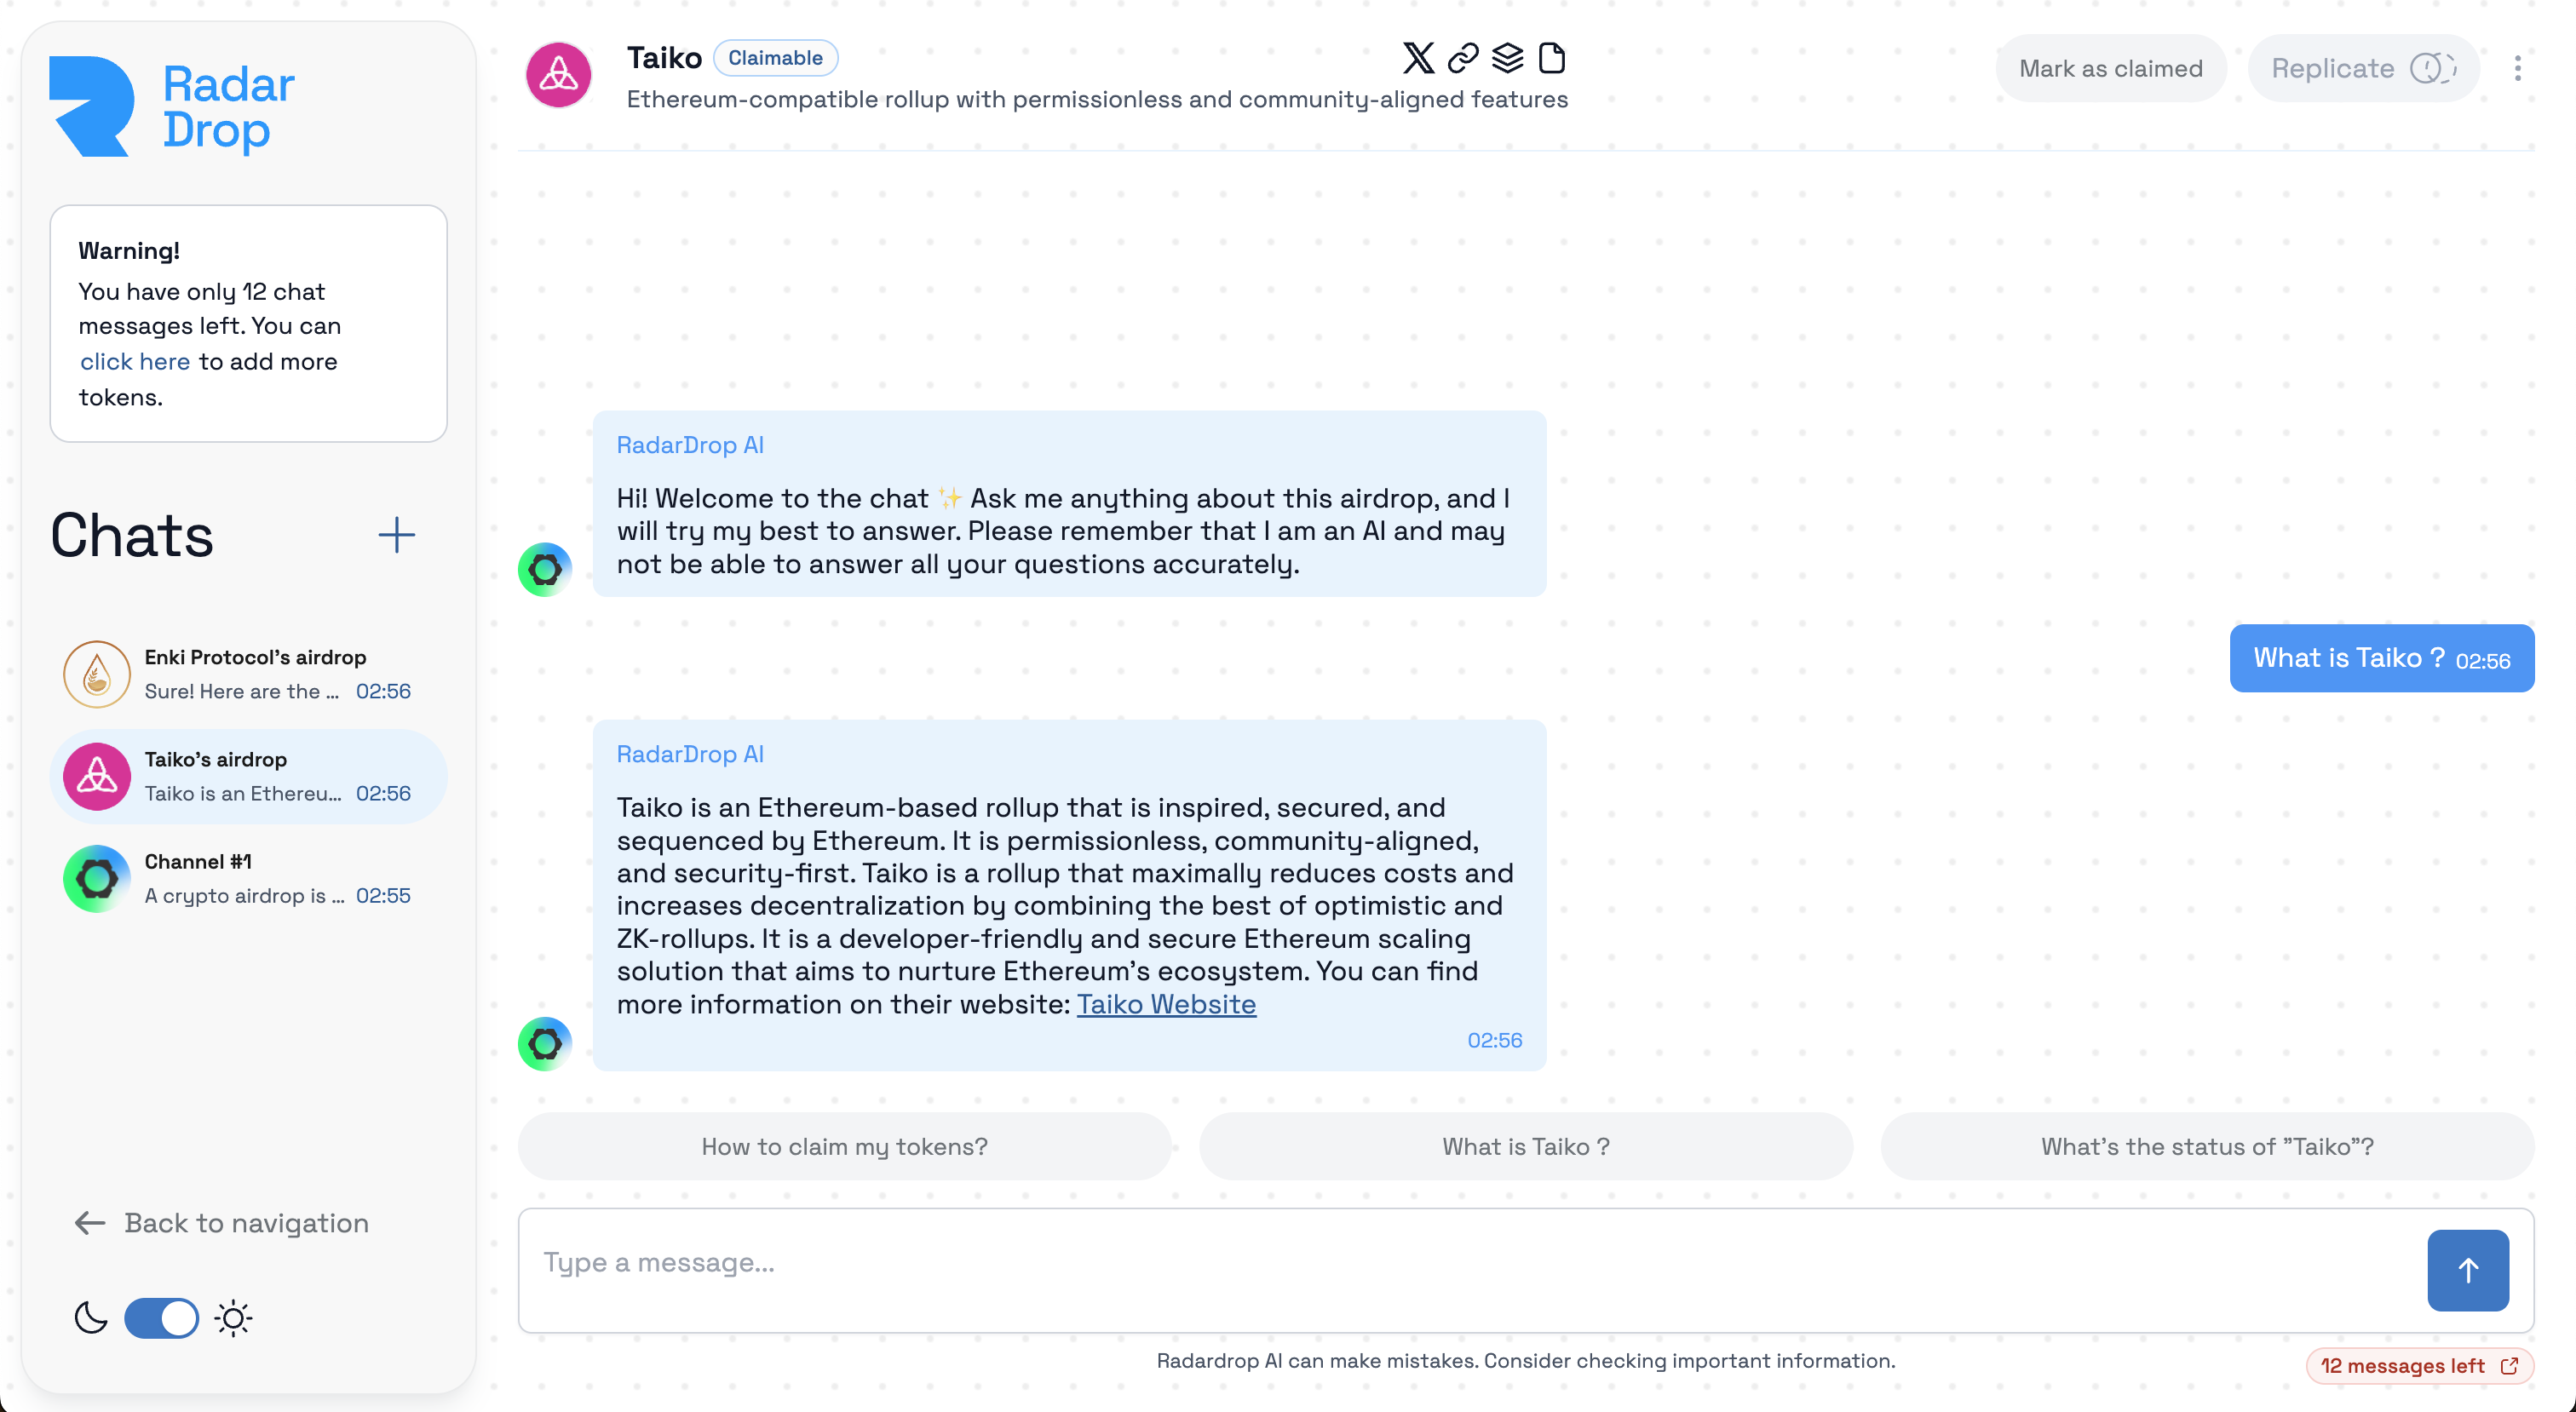 Radar
Drop
Warning!
You have only 12 chat
messages left. You can
click here to add more
tokens.
Chats
Enki Protocol's airdrop
Sure! Here are the ... 02:56
Taiko's airdrop
Taiko is an Ethereu... 02:56
Channel #1
A crypto airdrop is ... 02:55
Back to navigation
Taiko Claimable
Ethereum-compatible rollup with permissionless and community-aligned features
Mark as claimed
Replicate
RadarDrop AI
Hi! Welcome to the chat ✨ Ask me anything about this airdrop, and I
will try my best to answer. Please remember that I am an AI and may
not be able to answer all your questions accurately.
What is Taiko ? 02:56
RadarDrop AI
Taiko is an Ethereum-based rollup that is inspired, secured, and
sequenced by Ethereum. It is permissionless, community-aligned,
and security-first. Taiko is a rollup that maximally reduces costs and
increases decentralization by combining the best of optimistic and
ZK-rollups. It is a developer-friendly and secure Ethereum scaling
solution that aims to nurture Ethereum's ecosystem. You can find
more information on their website: Taiko Website
02:56
How to claim my tokens?
What is Taiko ?
What's the status of "Taiko"?
Type a message...
Radardrop AI can make mistakes. Consider checking important information.
12 messages left